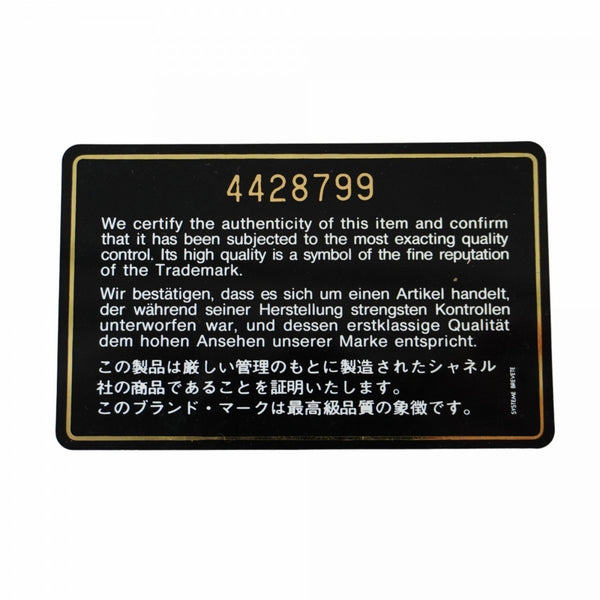 4428799
We certify the authenticity of this item and confirm
that it has been subjected to the most exacting quality
control. Its high quality is a symbol of the fine reputation
of the Trademark.
Wir bestätigen, dass es sich um einen Artikel handelt,
der während seiner Herstellung strengsten Kontrollen
unterworfen war, und dessen erstklassige Qualität
dem hohen Ansehen unserer Marke entspricht.
この製品は厳しい管理のもとに製造されたシャネル
社の商品であることを証明いたします。
このブランド・マークは最高級品質の象徴です。
SYSTEME BREVETE